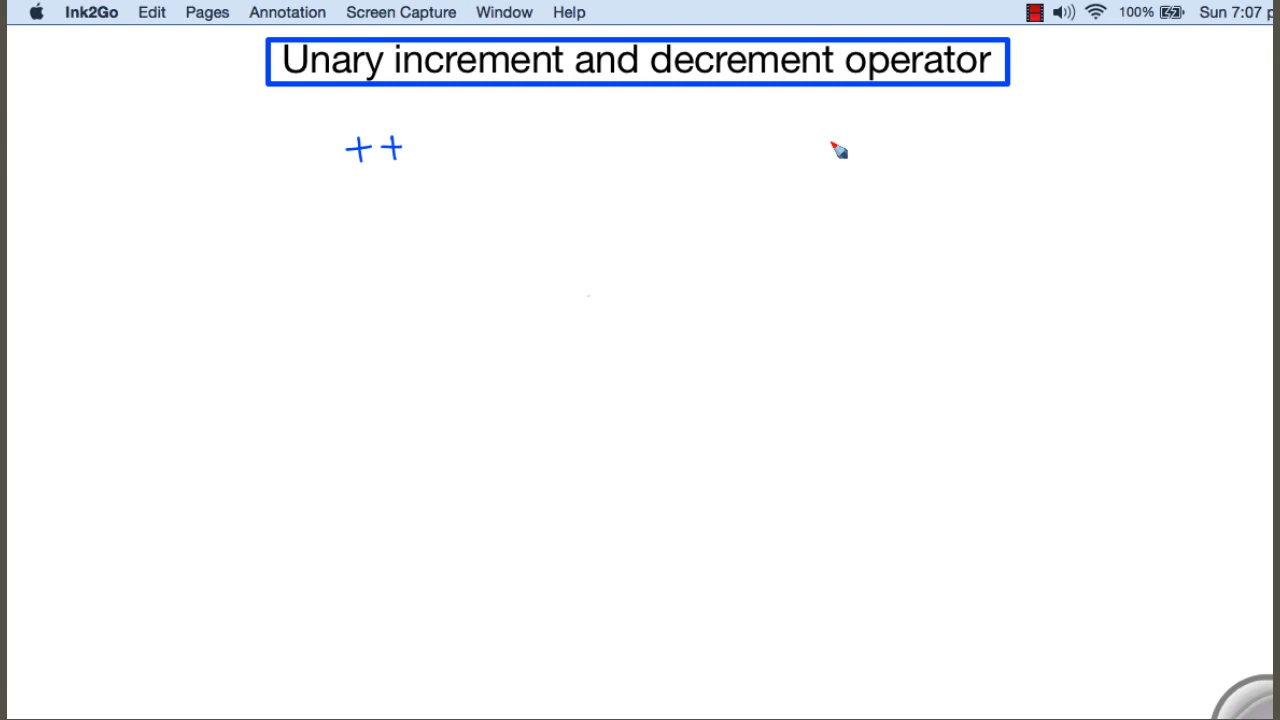 Ink2Go Edit Pages Annotation Screen Capture Window Help 100% Sun 7:07 p
Unary increment and decrement operator
++